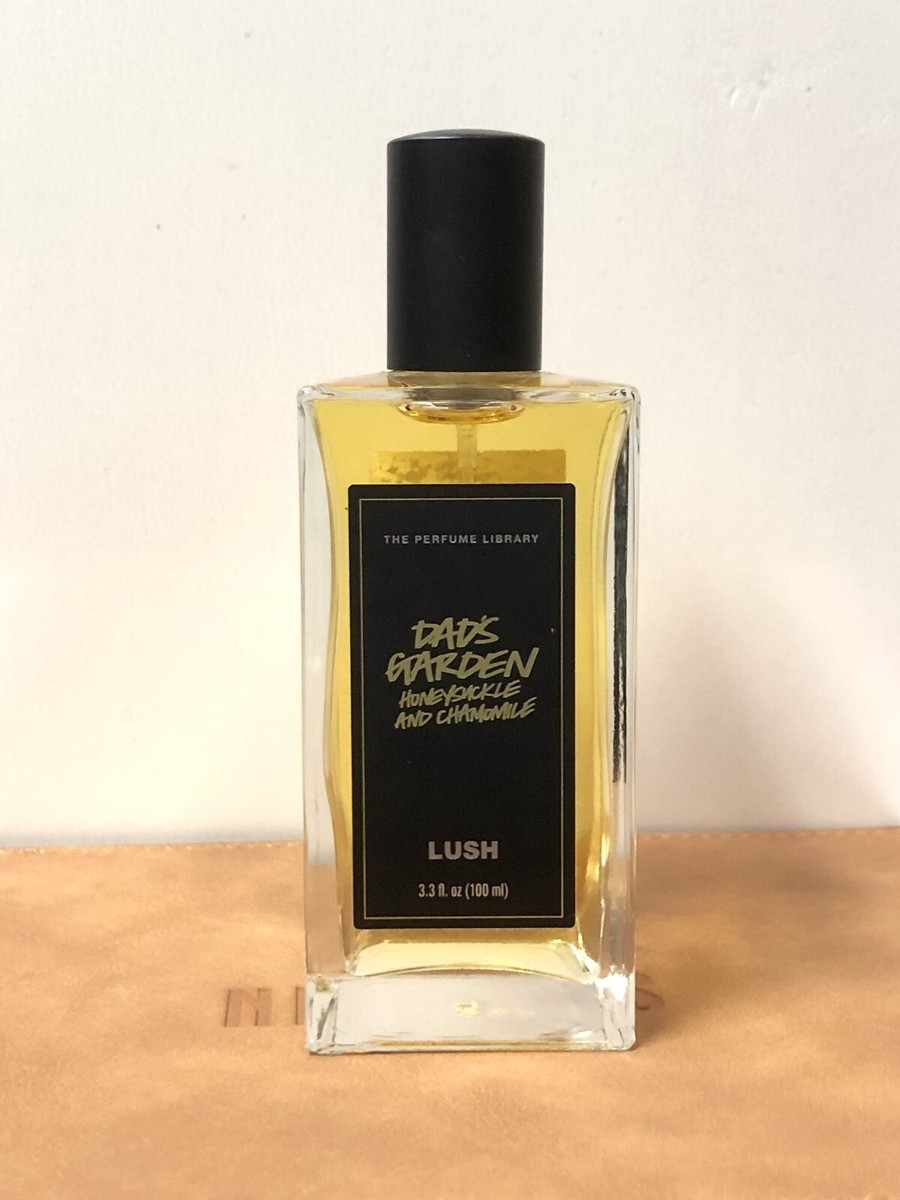 THE PERFUME LIBRARY
DAD'S
GARDEN
HONEYSUCKLE
AND CHAMOMILE
LUSH
3.3 fl. oz (100 ml)